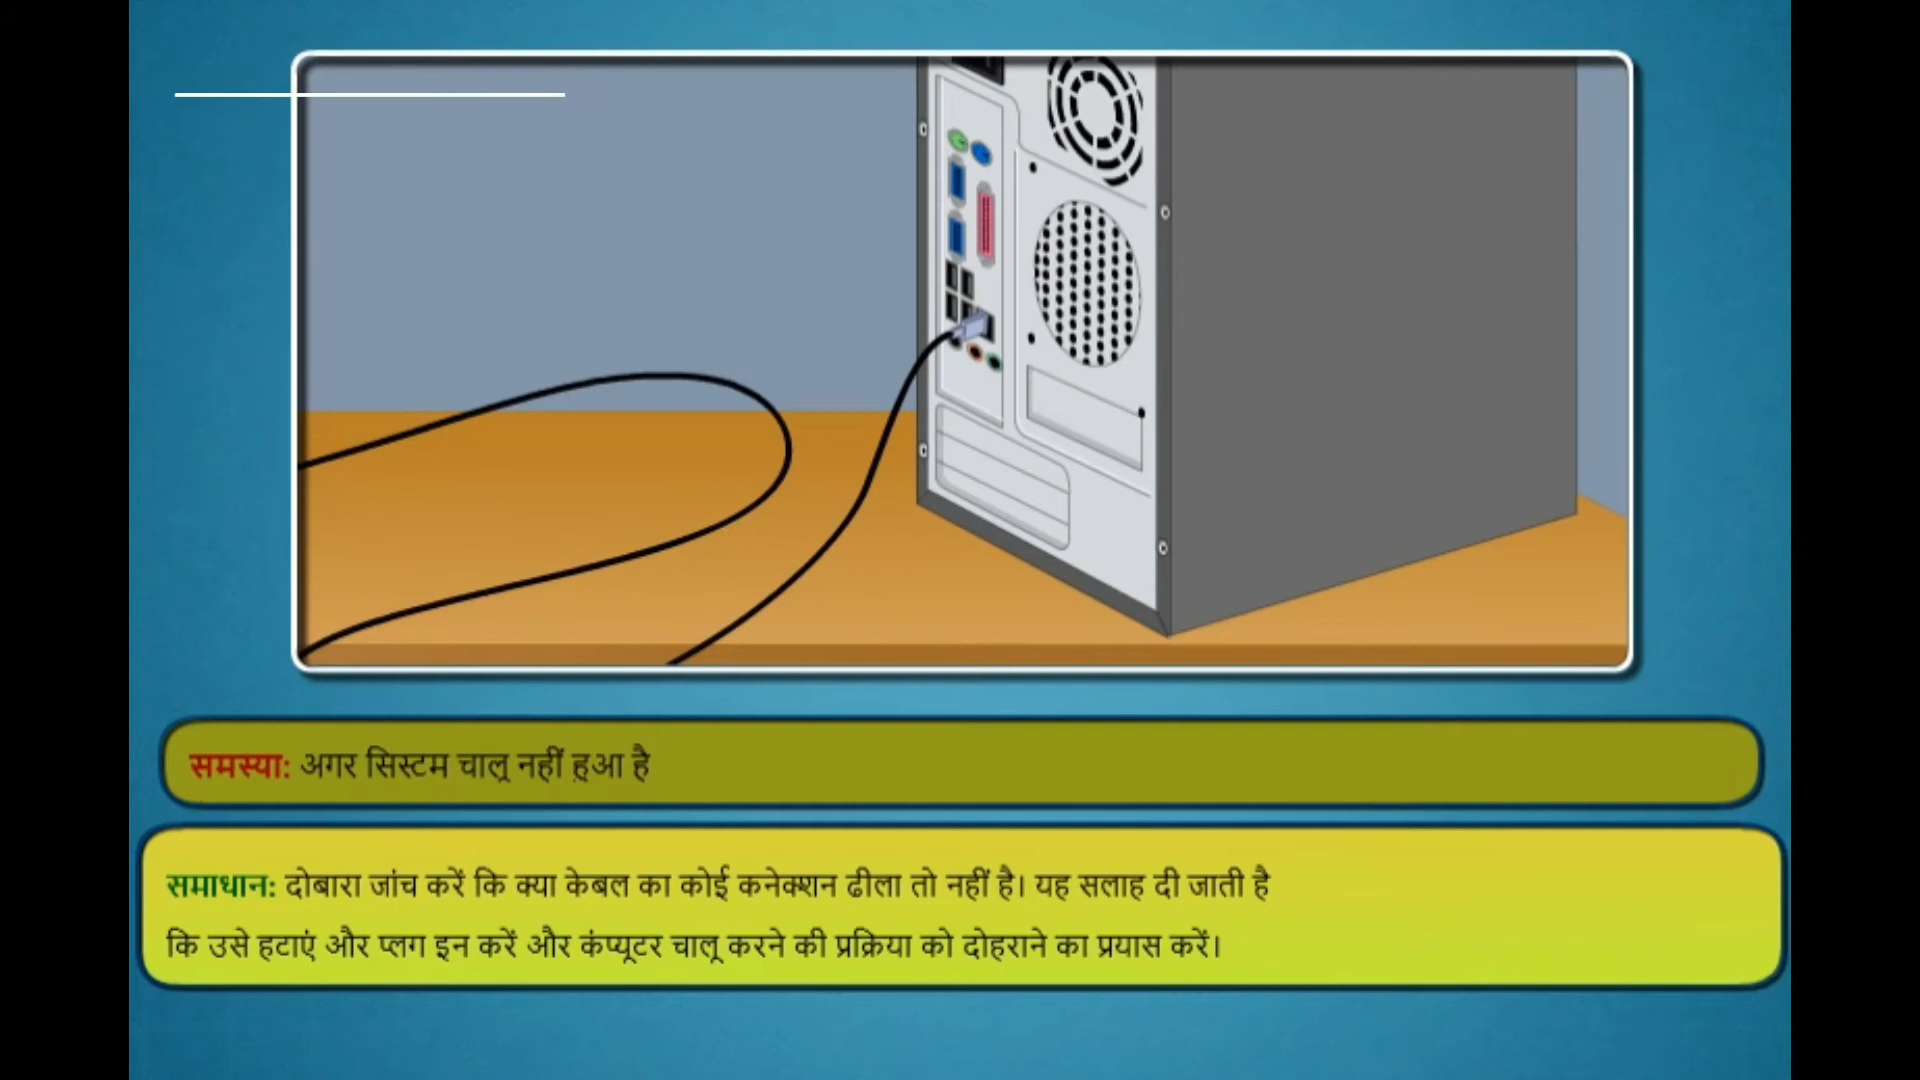 समस्या: अगर सिस्टम चालू नहीं हुआ है
समाधान: दोबारा जांच करें कि क्या केबल का कोई कनेक्शन ढीला तो नहीं है। यह सलाह दी जाती है
कि उसे हटाएं और प्लग इन करें और कंप्यूटर चालू करने की प्रक्रिया को दोहराने का प्रयास करें।